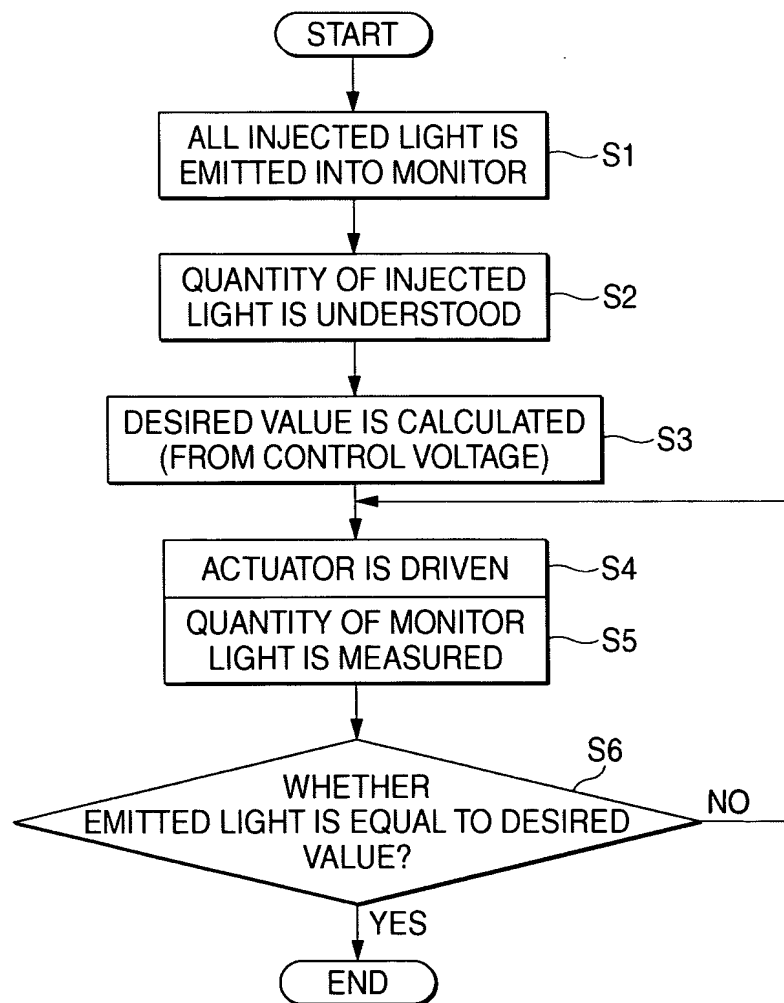 START
ALL INJECTED LIGHT IS
EMITTED INTO MONITOR
S1
QUANTITY OF INJECTED
LIGHT IS UNDERSTOOD
S2
DESIRED VALUE IS CALCULATED
(FROM CONTROL VOLTAGE)
S3
ACTUATOR IS DRIVEN
S4
QUANTITY OF MONITOR
LIGHT IS MEASURED
S5
S6
WHETHER
EMITTED LIGHT IS EQUAL TO DESIRED
VALUE?
NO
YES
END